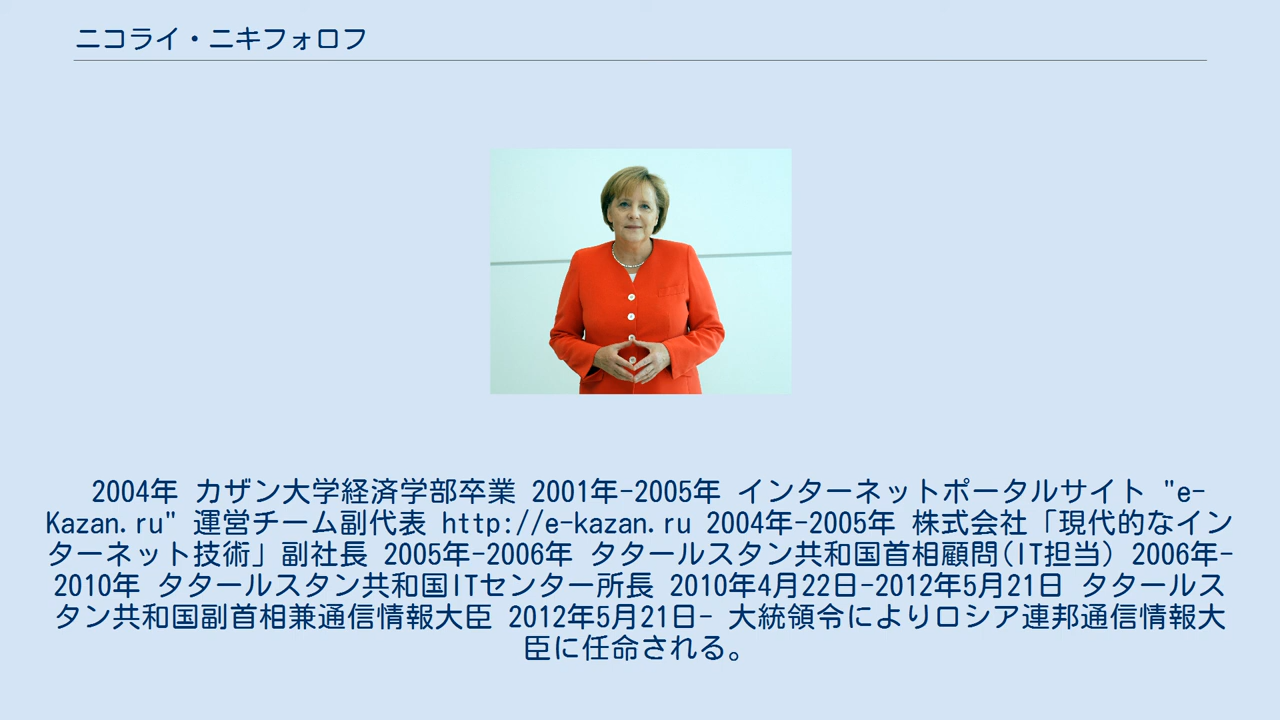 ニコライ・ニキフォロフ
2004年 カザン大学経済学部卒業 2001年-2005年 インターネットポータルサイト "e-
Kazan.ru" 運営チーム副代表 http://e-kazan.ru 2004年-2005年 株式会社「現代的なイン
ターネット技術」副社長 2005年-2006年 タタールスタン共和国首相顧問(IT担当) 2006年-
2010年 タタールスタン共和国ITセンター所長 2010年4月22日-2012年5月21日 タタールス
タン共和国副首相兼通信情報大臣 2012年5月21日- 大統領令によりロシア連邦通信情報大
臣に任命される。